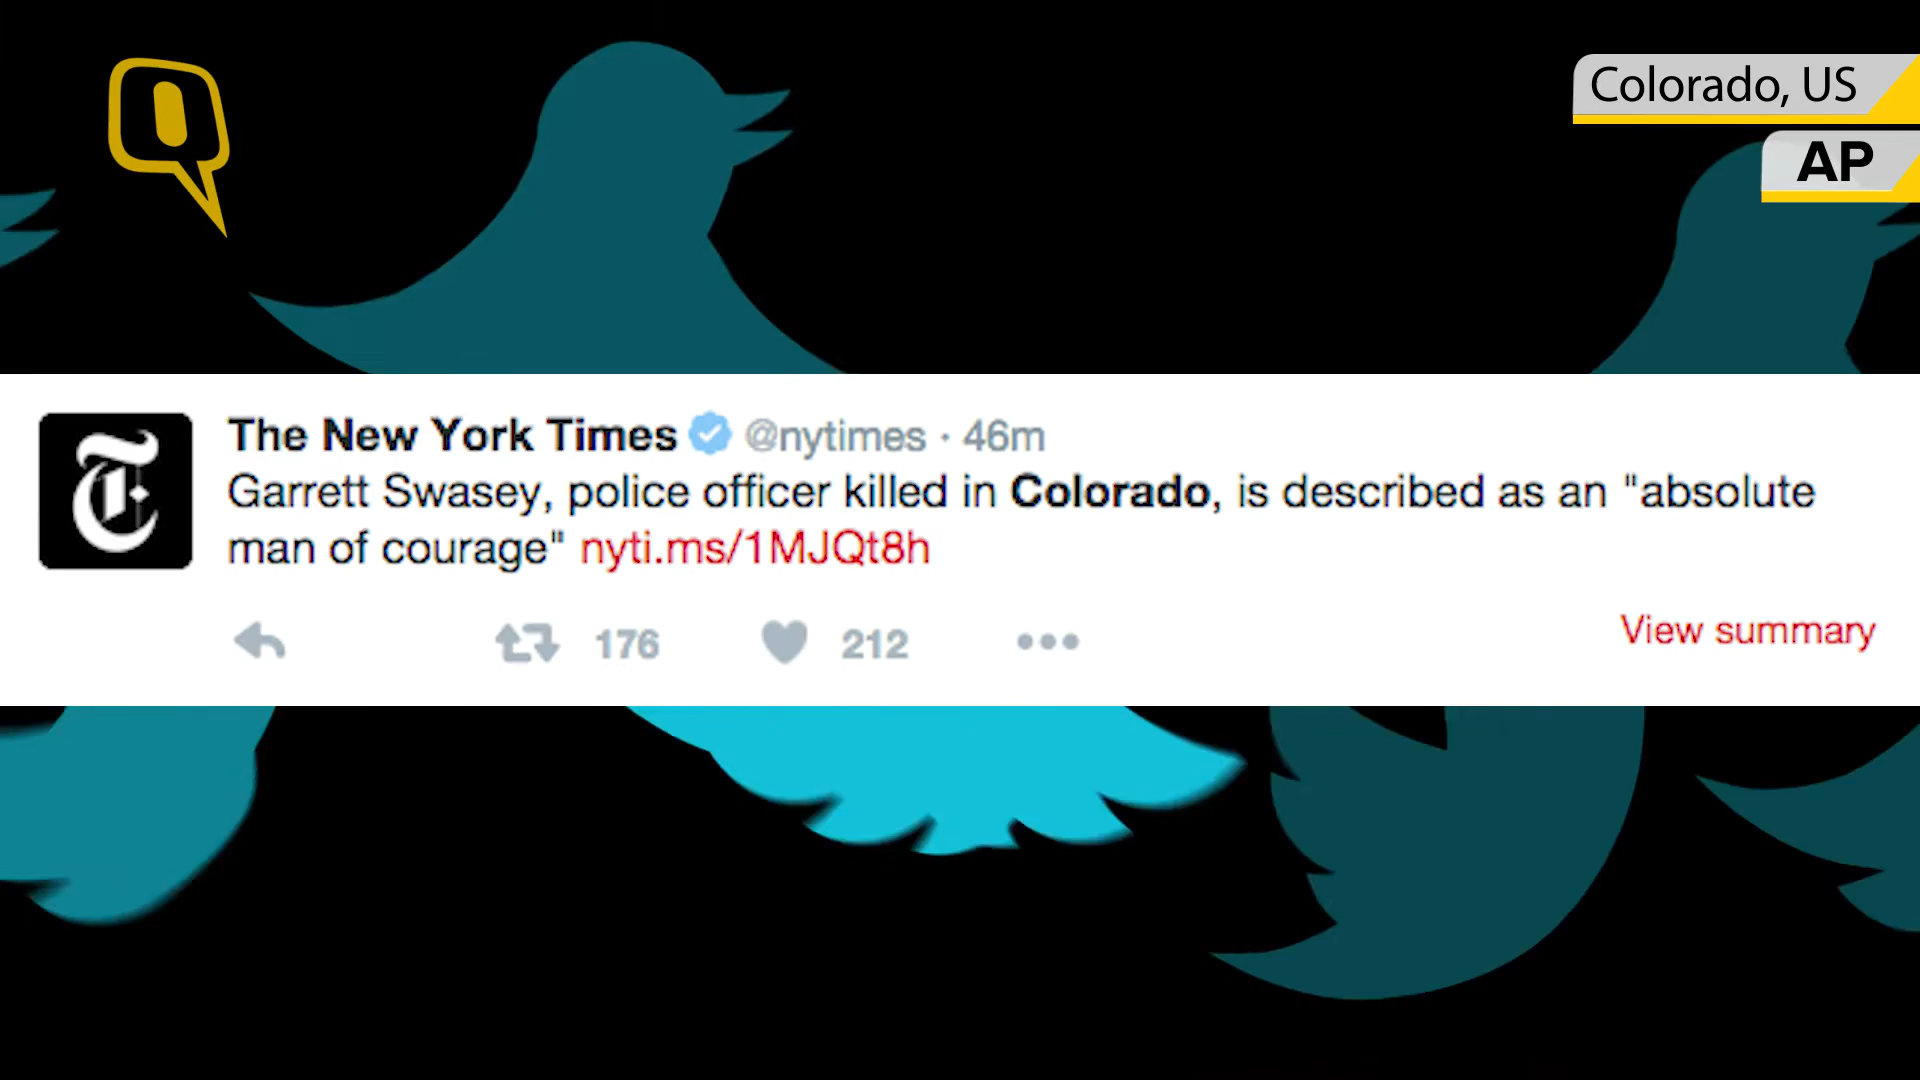 Colorado, US
AP
The New York Times @nytimes · 46m
Garrett Swasey, police officer killed in Colorado, is described as an "absolute
man of courage" nyti.ms/1MJQt8h
176 212
View summary